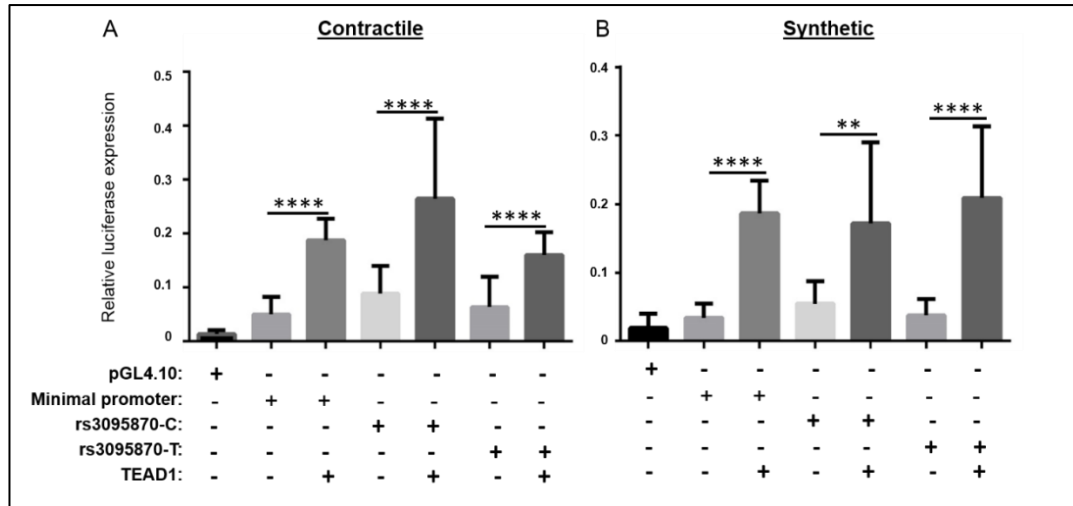 A Contractile B Synthetic
Relative luciferase expression
0.5
0.4
0.3
0.2
0.1
0
****
****
****
0.4
0.3
0.2
0.1
0
****
**
****
pGL4.10: + - - - - - - + - - - - - -
Minimal promoter: - + + - - - - - + + - - - -
rs3095870-C: - - - + + - - - - - + + - -
rs3095870-T: - - - - - + + - - - - - + +
TEAD1: - - + - + - + - - + - + - +